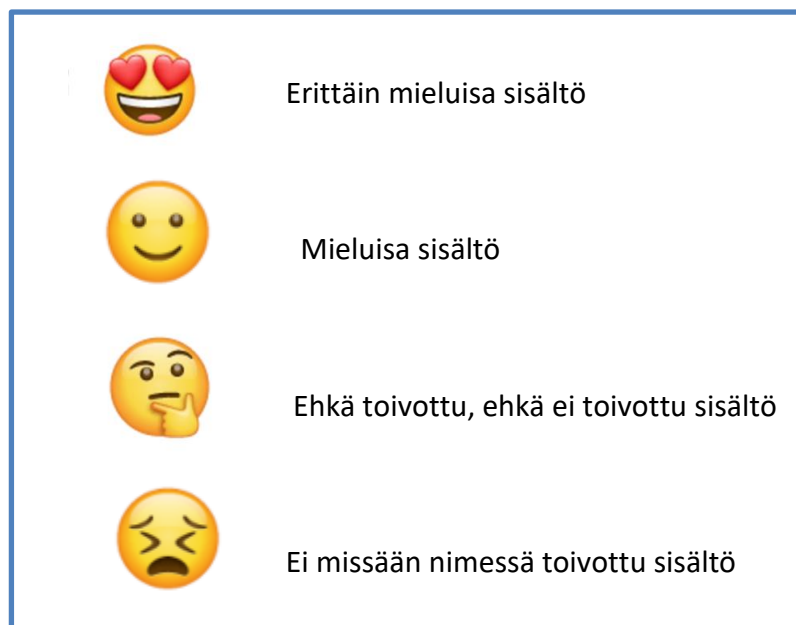 Erittäin mieluisa sisältö
Mieluisa sisältö
Ehkä toivottu, ehkä ei toivottu sisältö
Ei missään nimessä toivottu sisältö